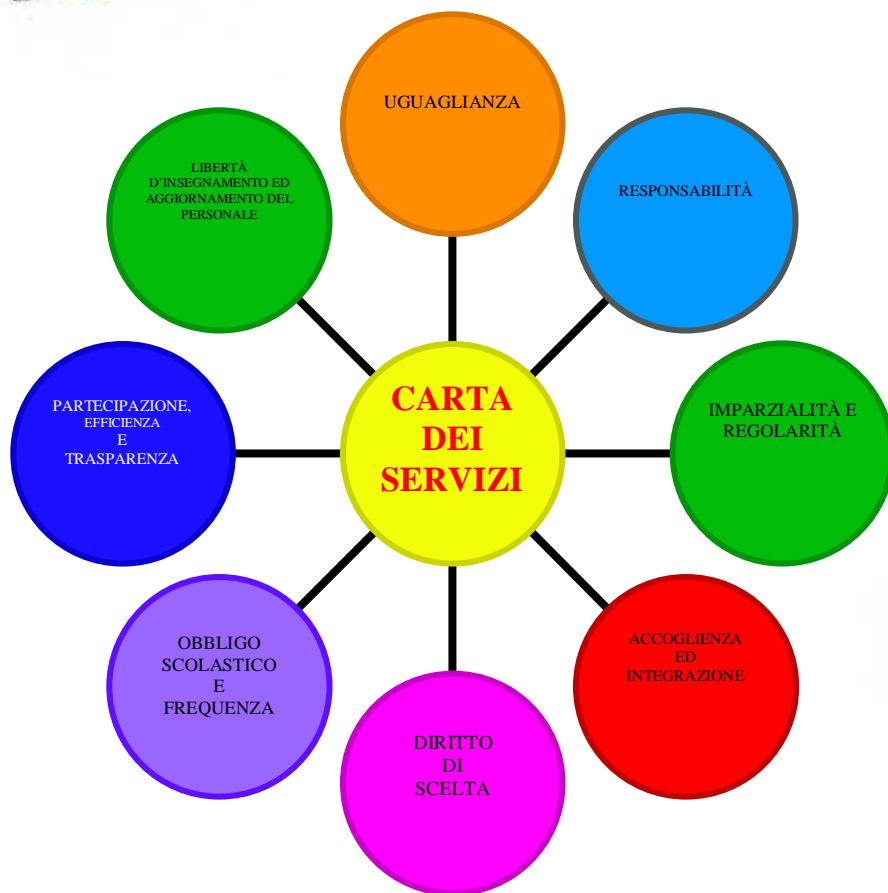 UGUAGLIANZA
LIBERTÀ
D'INSEGNAMENTO ED
AGGIORNAMENTO DEL
PERSONALE
RESPONSABILITÀ
PARTECIPAZIONE,
EFFICIENZA
E
TRASPARENZA
CARTA
DEI
SERVIZI
IMPARZIALITÀ E
REGOLARITÀ
OBBLIGO
SCOLASTICO
E
FREQUENZA
ACCOGLIENZA
ED
INTEGRAZIONE
DIRITTO
DI
SCELTA